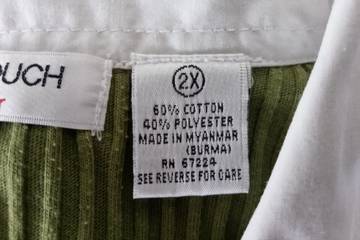 OUCH
2X
60% COTTON
40% POLYESTER
MADE IN MYANMAR
(BURMA)
RN 67224
SEE REVERSE FOR CARE